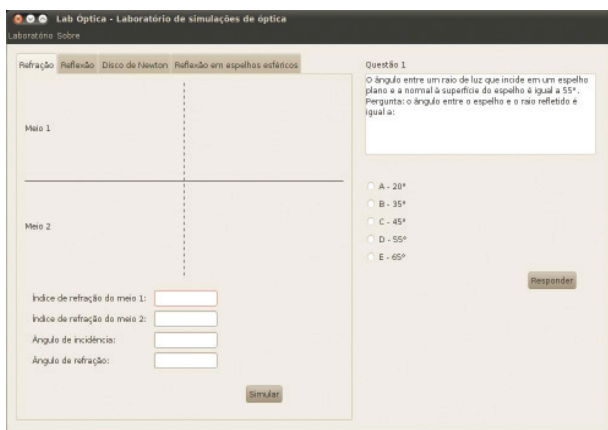 Lab Óptica - Laboratório de simulações de óptica
Laboratório Sobre
Refração Reflexão Disco de Newton Reflexão em espelhos esféricos
Meio 1
Meio 2
Índice de refração do meio 1:
Índice de refração do meio 2:
Ângulo de incidência:
Ângulo de refração:
Simular
Questão 1
O ângulo entre um raio de luz que incide em um espelho
plano e a normal à superfície do espelho é igual a 55°.
Pergunta: o ângulo entre o espelho e o raio refletido é
igual a:
A - 20°
B - 35°
C - 45°
D - 55°
E - 65°
Responder